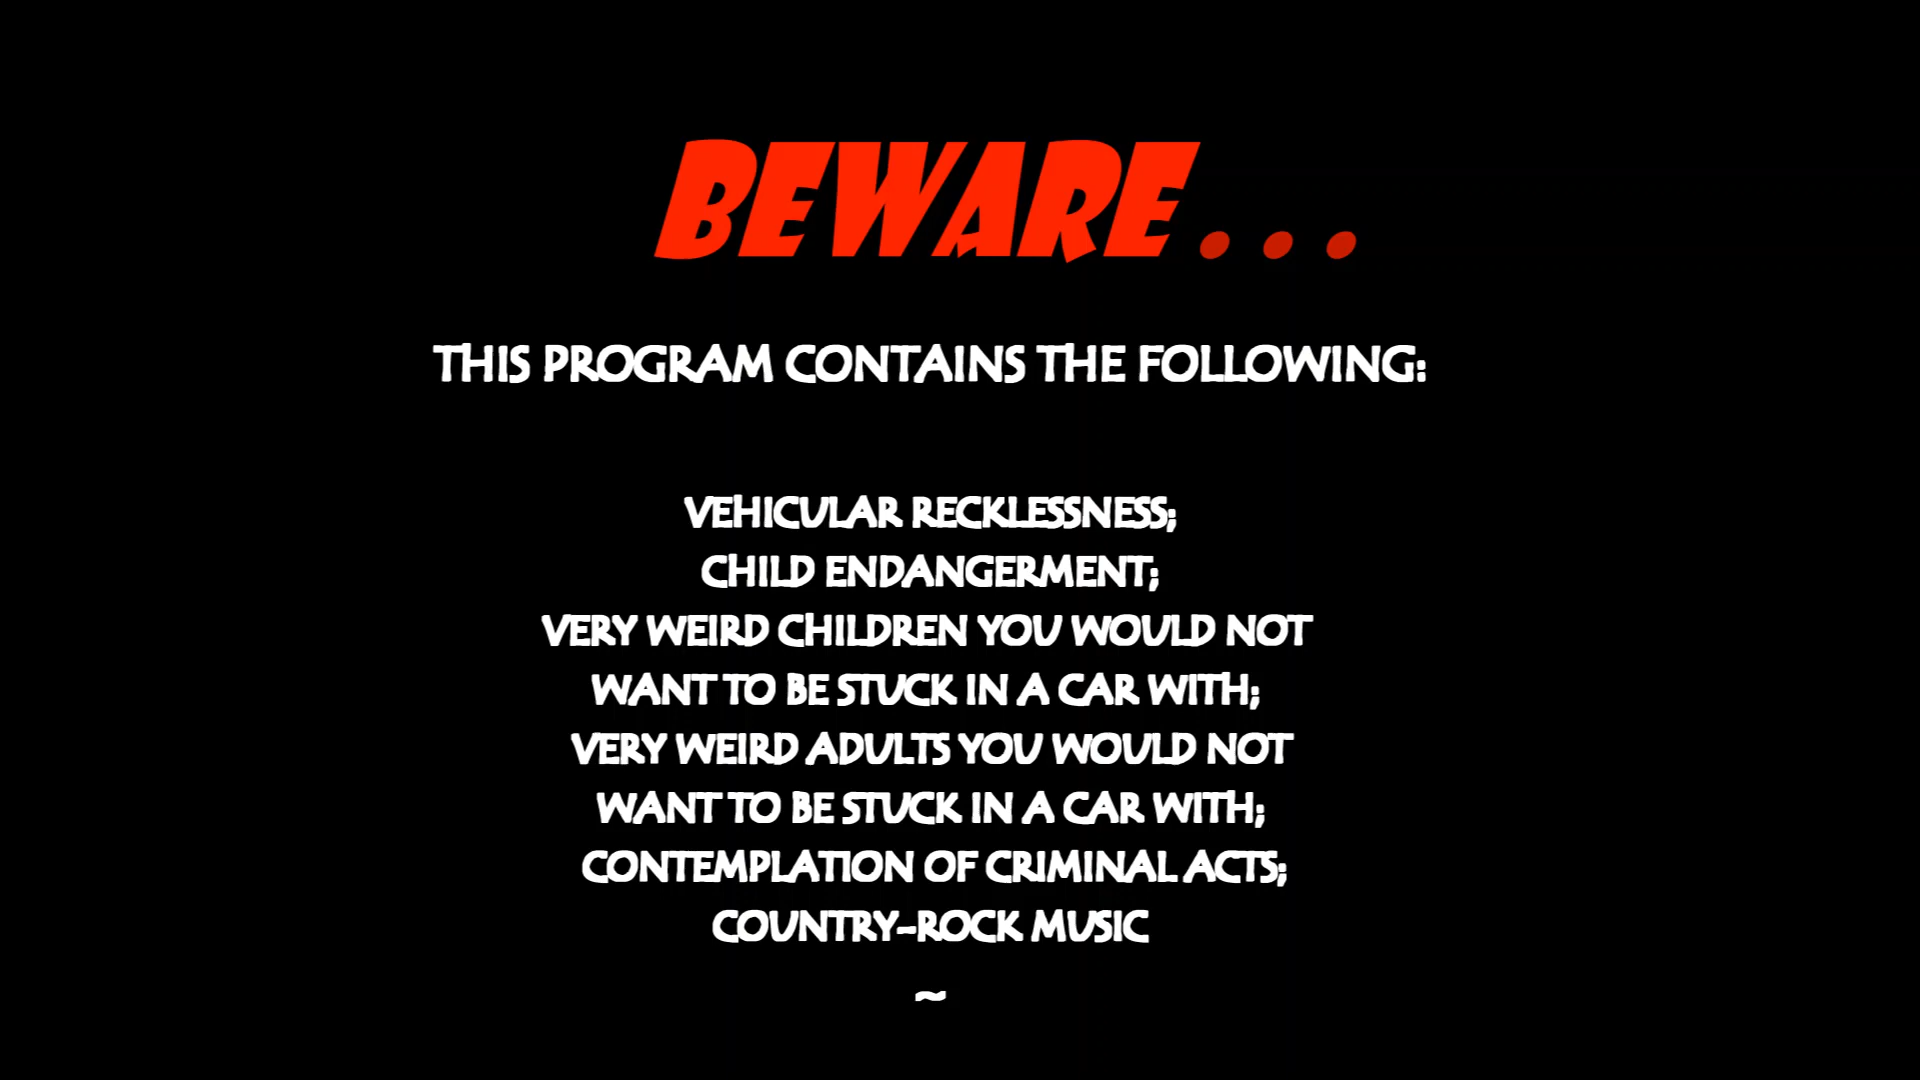 BEWARE...
THIS PROGRAM CONTAINS THE FOLLOWING:
VEHICULAR RECKLESSNESS;
CHILD ENDANGERMENT;
VERY WEIRD CHILDREN YOU WOULD NOT
WANT TO BE STUCK IN A CAR WITH;
VERY WEIRD ADULTS YOU WOULD NOT
WANT TO BE STUCK IN A CAR WITH;
CONTEMPLATION OF CRIMINAL ACTS;
COUNTRY-ROCK MUSIC
~